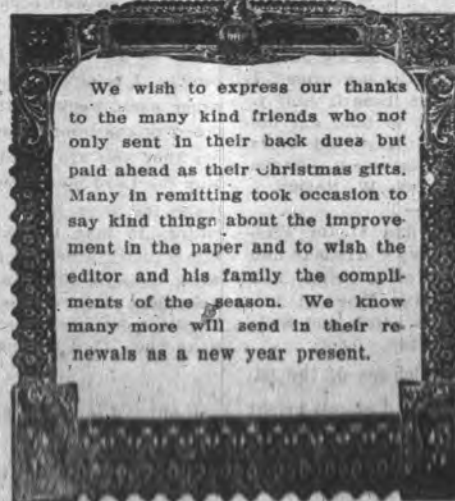 We wish to express our thanks
to the many kind friends who not
only sent in their back dues but
paid ahead as their Christmas gifts.
Many in remitting took occasion to
say kind things about the improve-
ment in the paper and to wish the
editor and his family the compli-
ments of the season. We know
many more will send in their re-
newals as a new year present.